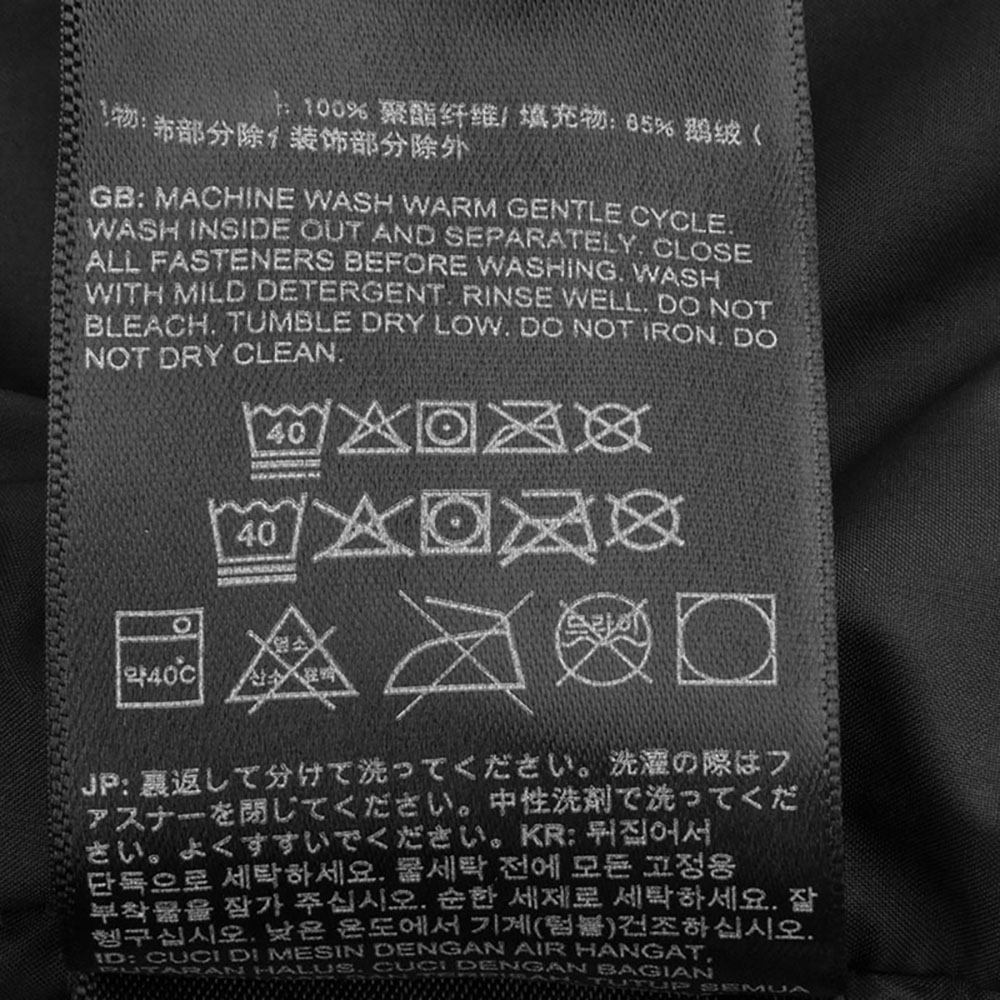 物: 100% 聚酯纤维/ 填充物: 85% 鹅绒 (
布部分除 装饰部分除外
GB: MACHINE WASH WARM GENTLE CYCLE.
WASH INSIDE OUT AND SEPARATELY. CLOSE
ALL FASTENERS BEFORE WASHING. WASH
WITH MILD DETERGENT. RINSE WELL. DO NOT
BLEACH. TUMBLE DRY LOW. DO NOT IRON. DO
NOT DRY CLEAN.
40
40
약40℃
염소 산소 표백
드라이
JP: 裏返して分けて洗ってください。洗濯の際はフ
ァスナーを閉じてください。中性洗剤で洗ってくだ
さい。よくすすいでください。KR: 뒤집어서
단독으로 세탁하세요. 물세탁 전에 모든 고정용
부착물을 잠가 주십시오. 순한 세제로 세탁하세요. 잘
헹구십시오. 낮은 온도에서 기계(텀블)건조하십시오.
ID: CUCI DI MESIN DENGAN AIR HANGAT,
PUTARAN HALUS. CUCI DENGAN BAGIAN
TUTUP SEMUA